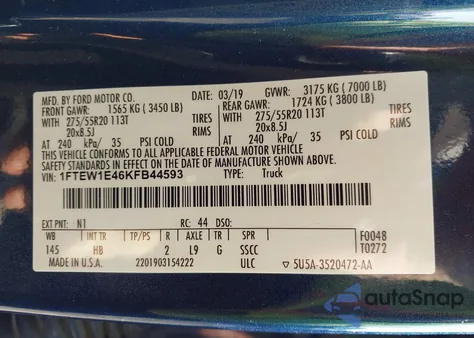 MFD. BY FORD MOTOR CO. 03/19 GVWR: 3175 KG ( 7000 LB)
FRONT GAWR: 1565 KG ( 3450 LB) REAR GAWR: 1724 KG ( 3800 LB)
WITH 275/55R20 113T TIRES WITH 275/55R20 113T TIRES
20x8.5J RIMS 20x8.5J RIMS
AT 240 kPa/ 35 PSI COLD AT 240 kPa/ 35 PSI COLD
THIS VEHICLE CONFORMS TO ALL APPLICABLE FEDERAL MOTOR VEHICLE
SAFETY STANDARDS IN EFFECT ON THE DATE OF MANUFACTURE SHOWN ABOVE.
VIN: 1FTEW1E46KFB44593 TYPE: Truck
EXT PNT: N1 RC: 44 DSO:
WB INT TR TP/PS R AXLE TR SPR F0048
145 HB 2 L9 G SSCC T0272
MADE IN U.S.A. 2201903154222 ULC 5U5A-3520472-AA
autoSnap